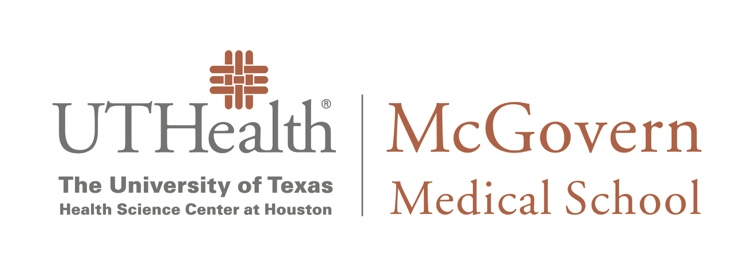 UTHealth®
The University of Texas
Health Science Center at Houston
McGovern
Medical School